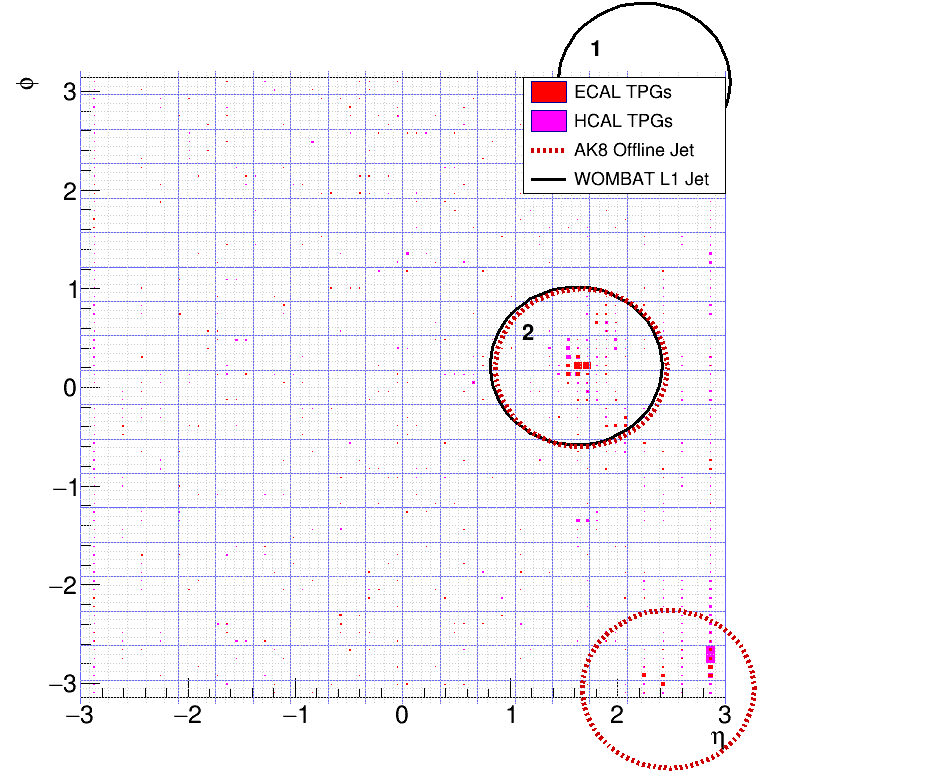 1
ϕ
3
ECAL TPGs
HCAL TPGs
AK8 Offline Jet
WOMBAT L1 Jet
2
1
2
0
−1
−2
−3
−3 −2 −1 0 1 2 3
η